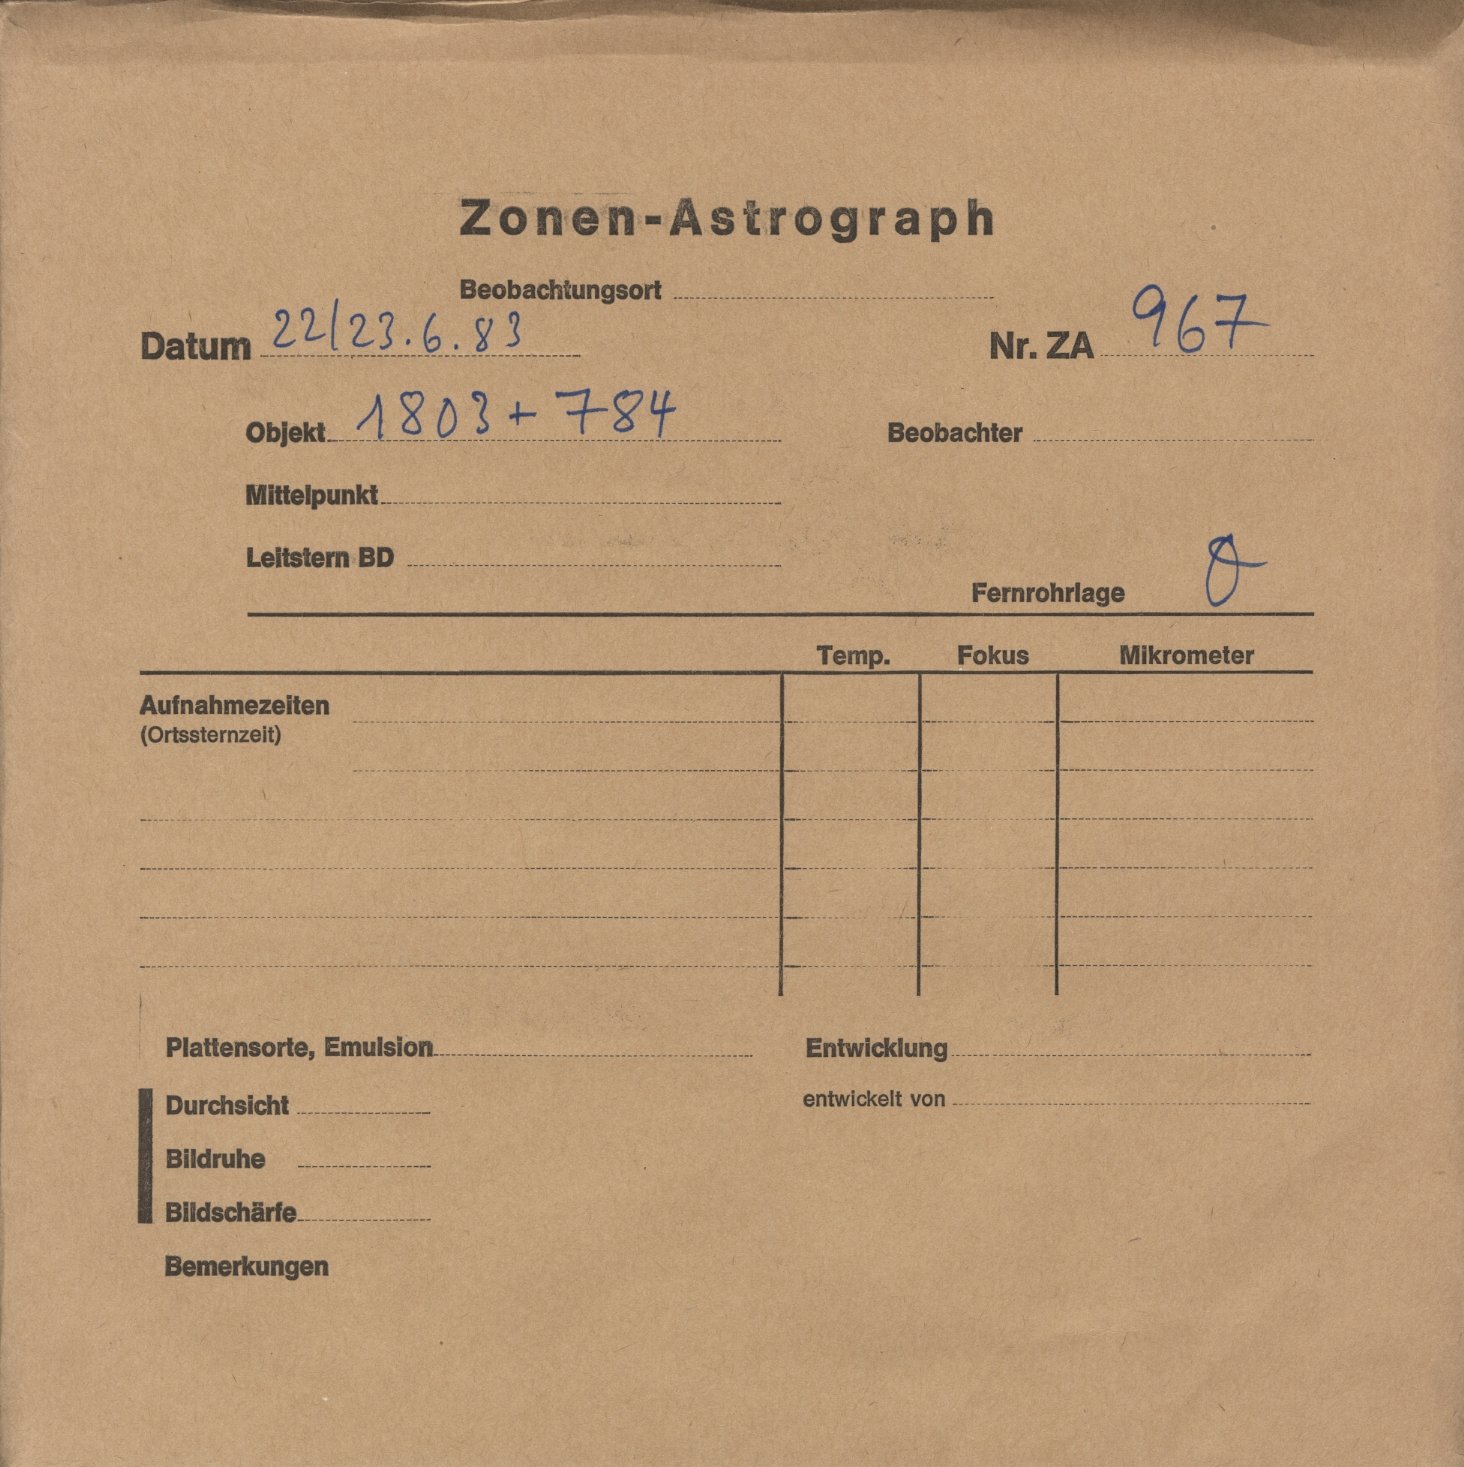 Zonen-Astrograph
Beobachtungsort
Datum 22/23.6.83
Nr. ZA 967
Objekt 1803+784
Beobachter
Mittelpunkt
Leitstern BD
Fernrohrlage O
Temp. Fokus Mikrometer
Aufnahmezeiten
(Ortssternzeit)
Plattensorte, Emulsion
Entwicklung
Durchsicht
entwickelt von
Bildruhe
Bildschärfe
Bemerkungen